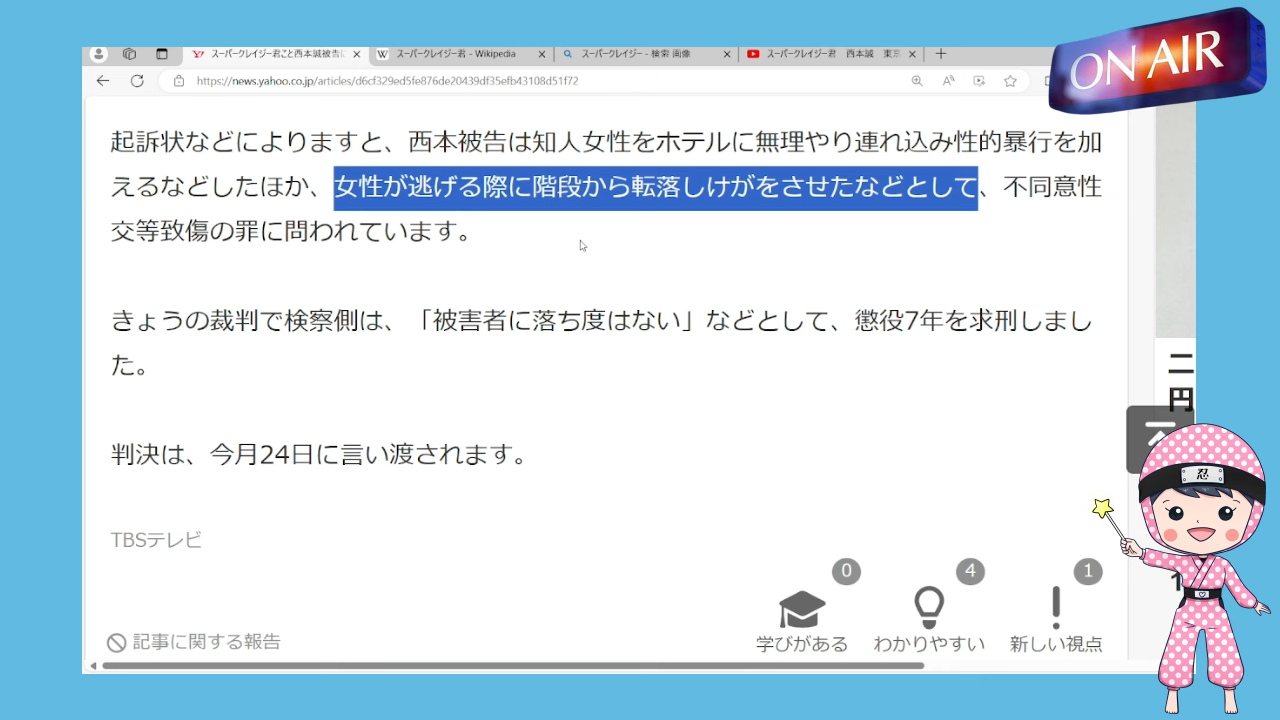 スーパークレイジー君こと西本誠被告に
スーパークレイジー君 - Wikipedia
スーパークレイジー - 検索 画像
スーパークレイジー君 西本誠 東京
ON AIR
https://news.yahoo.co.jp/articles/d6cf329ed5fe876de20439df35efb43108d51f72
起訴状などによりますと、西本被告は知人女性をホテルに無理やり連れ込み性的暴行を加
えるなどしたほか、女性が逃げる際に階段から転落しけがをさせたなどとして、不同意性
交等致傷の罪に問われています。
きょうの裁判で検察側は、「被害者に落ち度はない」などとして、懲役7年を求刑しまし
た。
二
円
判決は、今月24日に言い渡されます。
忍
TBSテレビ
0
4
1
1
学びがある
わかりやすい
新しい視点
記事に関する報告